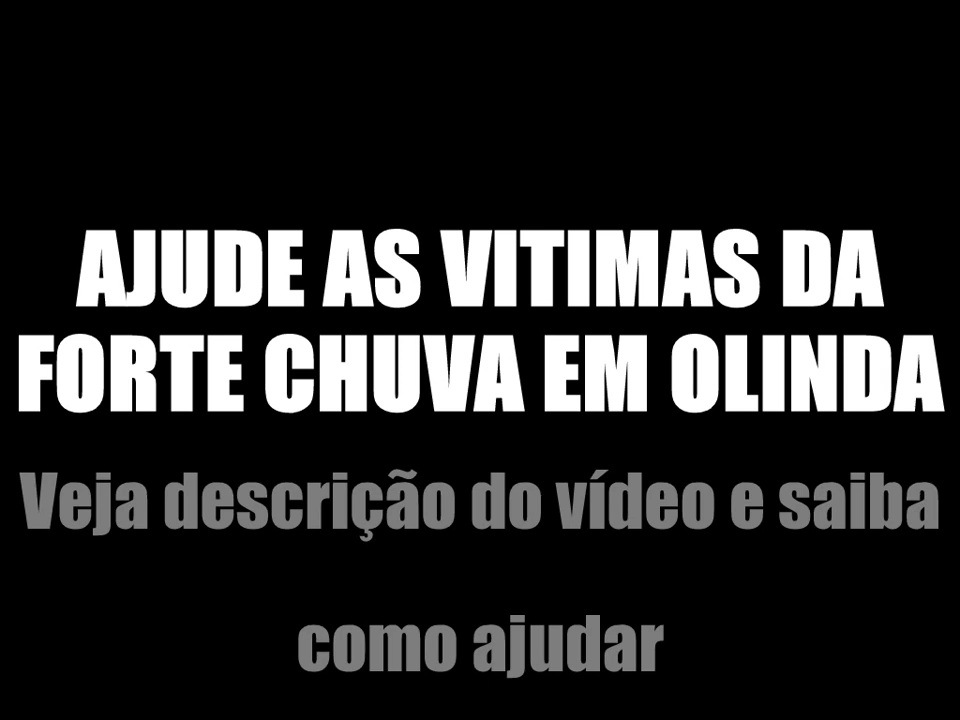 AJUDE AS VITIMAS DA
FORTE CHUVA EM OLINDA
Veja descrição do vídeo e saiba
como ajudar